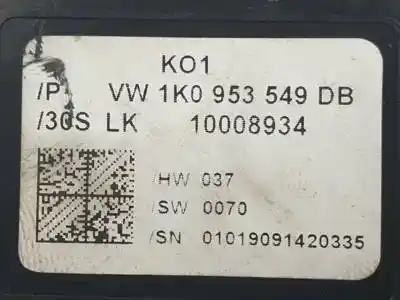 KO1
/P VW 1K0 953 549 DB
/30S LK 10008934
/HW 037
/SW 0070
/SN 01019091420335